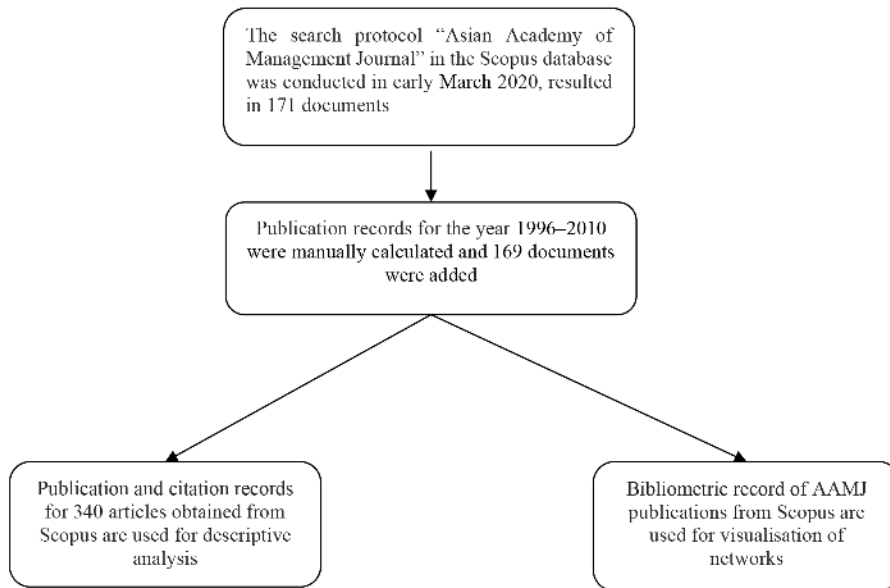 The search protocol “Asian Academy of
Management Journal” in the Scopus database
was conducted in early March 2020, resulted
in 171 documents
Publication records for the year 1996–2010
were manually calculated and 169 documents
were added
Publication and citation records
for 340 articles obtained from
Scopus are used for descriptive
analysis
Bibliometric record of AAMJ
publications from Scopus are
used for visualisation of
networks